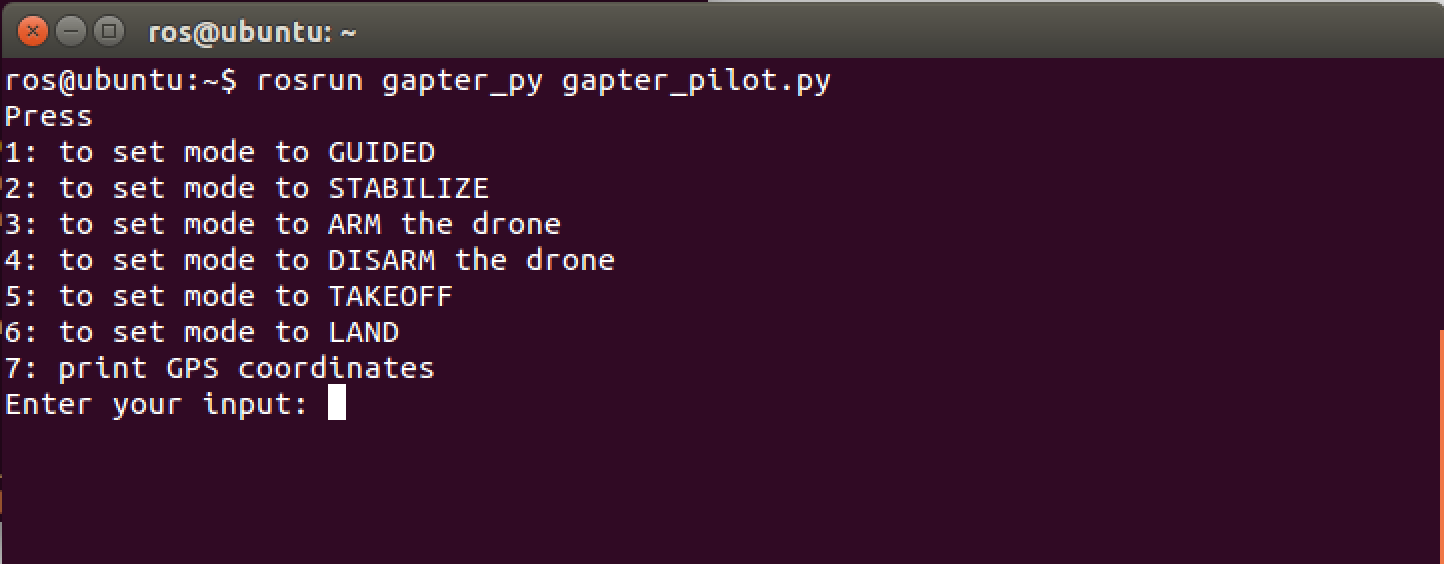 ros@ubuntu: ~
ros@ubuntu:~$ rosrun gapter_py gapter_pilot.py
Press
1: to set mode to GUIDED
2: to set mode to STABILIZE
3: to set mode to ARM the drone
4: to set mode to DISARM the drone
5: to set mode to TAKEOFF
6: to set mode to LAND
7: print GPS coordinates
Enter your input: